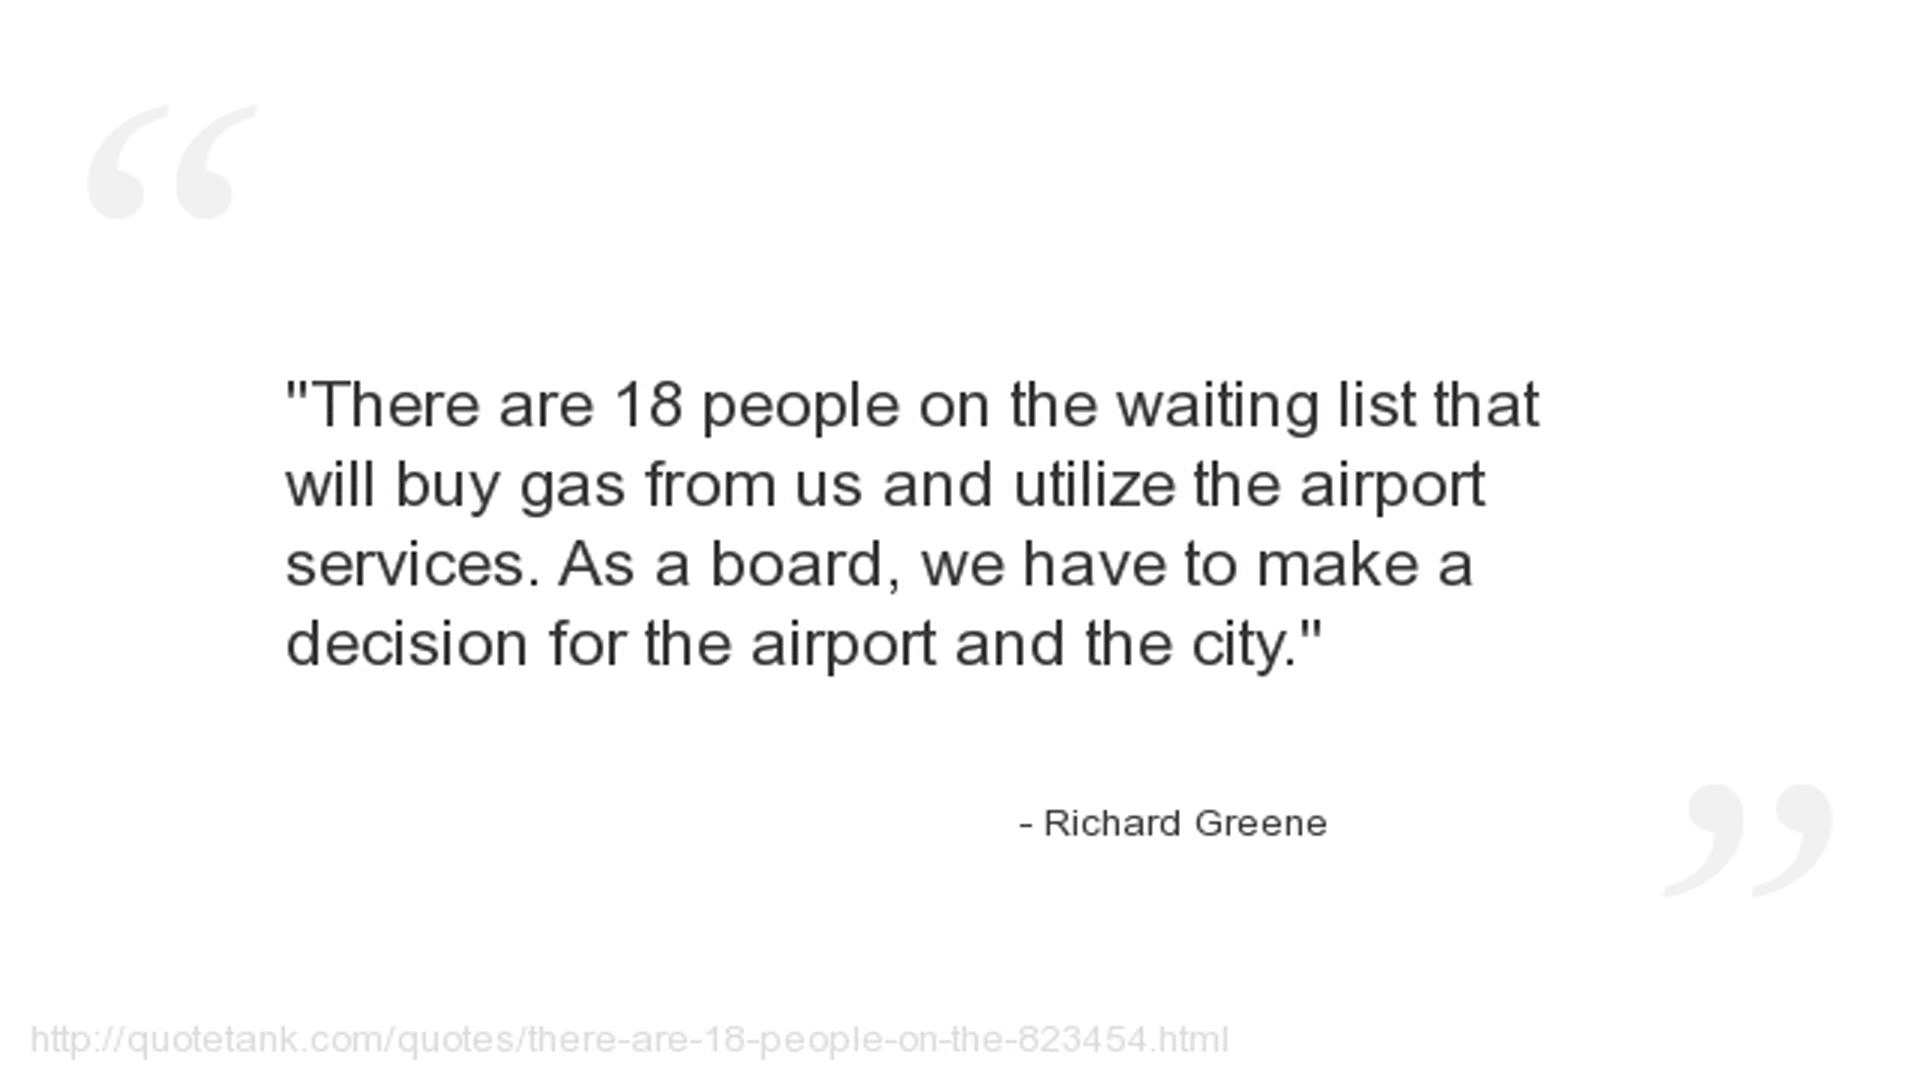 "There are 18 people on the waiting list that
will buy gas from us and utilize the airport
services. As a board, we have to make a
decision for the airport and the city."
- Richard Greene
http://quotetank.com/quotes/there-are-18-people-on-the-823454.html